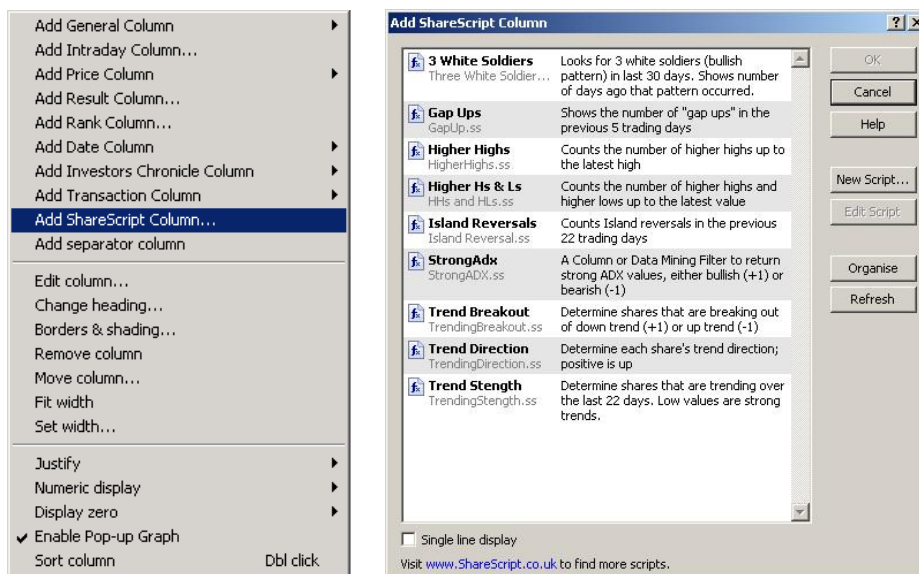 Add General Column
Add Intraday Column...
Add Price Column
Add Result Column...
Add Rank Column...
Add Date Column
Add Investors Chronicle Column
Add Transaction Column
Add ShareScript Column...
Add separator column
Edit column...
Change heading...
Borders & shading...
Remove column
Move column...
Fit width
Set width...
Justify
Numeric display
Display zero
Enable Pop-up Graph
Sort column Dbl click
Add ShareScript Column
3 White Soldiers
Three White Soldier...
Looks for 3 white soldiers (bullish
pattern) in last 30 days. Shows number
of days ago that pattern occurred.
Gap Ups
GapUp.ss
Shows the number of "gap ups" in the
previous 5 trading days
Higher Highs
HigherHighs.ss
Counts the number of higher highs up to
the latest high
Higher Hs & Ls
HHs and HLs.ss
Counts the number of higher highs and
higher lows up to the latest value
Island Reversals
Island Reversal.ss
Counts Island reversals in the previous
22 trading days
StrongAdx
StrongADX.ss
A Column or Data Mining Filter to return
strong ADX values, either bullish (+1) or
bearish (-1)
Trend Breakout
TrendingBreakout.ss
Determine shares that are breaking out
of down trend (+1) or up trend (-1)
Trend Direction
TrendingDirection.ss
Determine each share's trend direction;
positive is up
Trend Stength
TrendingStength.ss
Determine shares that are trending over
the last 22 days. Low values are strong
trends.
OK
Cancel
Help
New Script...
Edit Script
Organise
Refresh
Single line display
Visit www.ShareScript.co.uk to find more scripts.